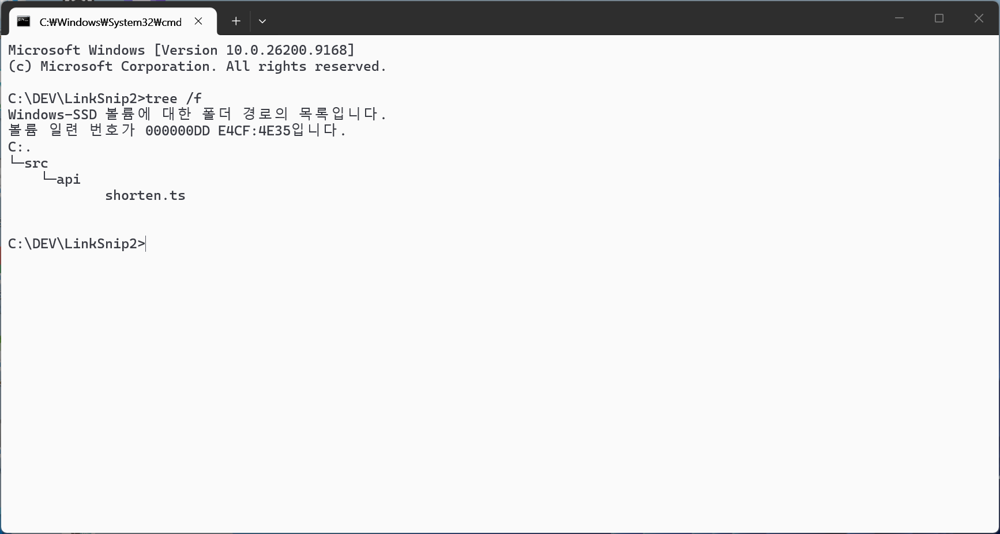 C:₩Windows₩System32₩cmd
Microsoft Windows [Version 10.0.26200.9168]
(c) Microsoft Corporation. All rights reserved.
C:\DEV\LinkSnip2>tree /f
Windows-SSD 볼륨에 대한 폴더 경로의 목록입니다.
볼륨 일련 번호가 000000DD E4CF:4E35입니다.
C:.
└─src
    └─api
            shorten.ts
C:\DEV\LinkSnip2>